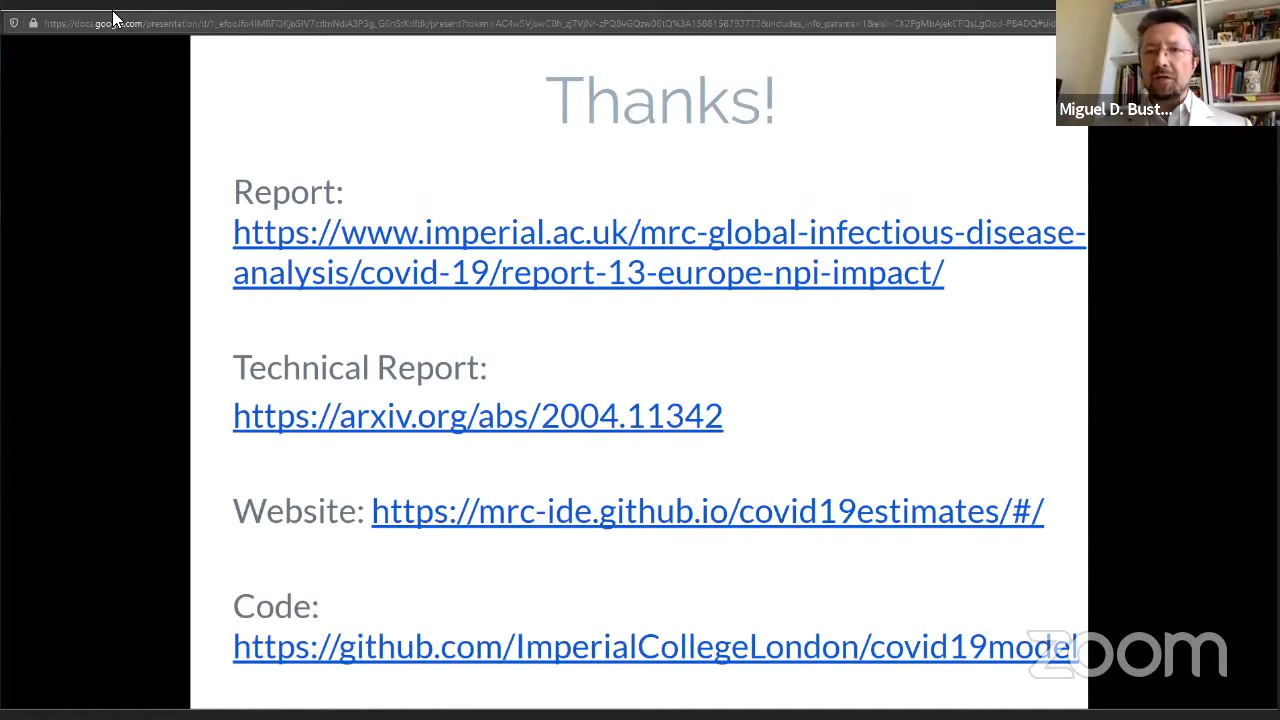 Thanks!
Miguel D. Bust...
Report:
https://www.imperial.ac.uk/mrc-global-infectious-disease-
analysis/covid-19/report-13-europe-npi-impact/
Technical Report:
https://arxiv.org/abs/2004.11342
Website: https://mrc-ide.github.io/covid19estimates/#/
Code:
https://github.com/ImperialCollegeLondon/covid19model
zoom